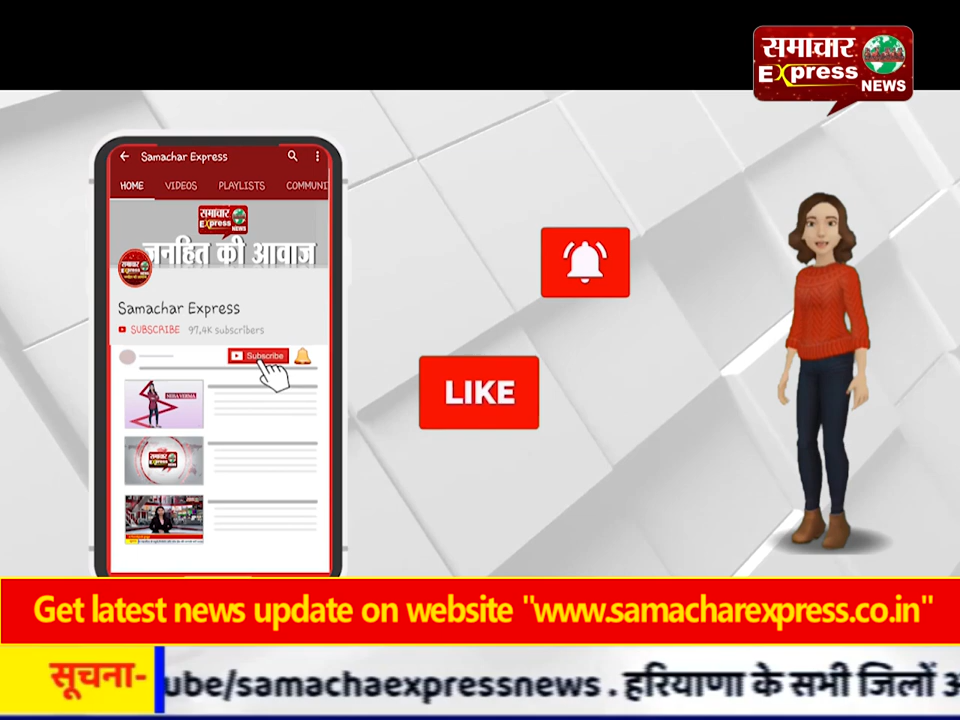 समाचार
Express
NEWS
Samachar Express
HOME VIDEOS PLAYLISTS COMMUNI
समाचार
Express
NEWS
जनहित की आवाज
Samachar Express
SUBSCRIBE 97,4K subscribers
Subscribe
LIKE
Get latest news update on website "www.samacharexpress.co.in"
सूचना- ube/samachaexpressnews . हरियाणा के सभी जिलों